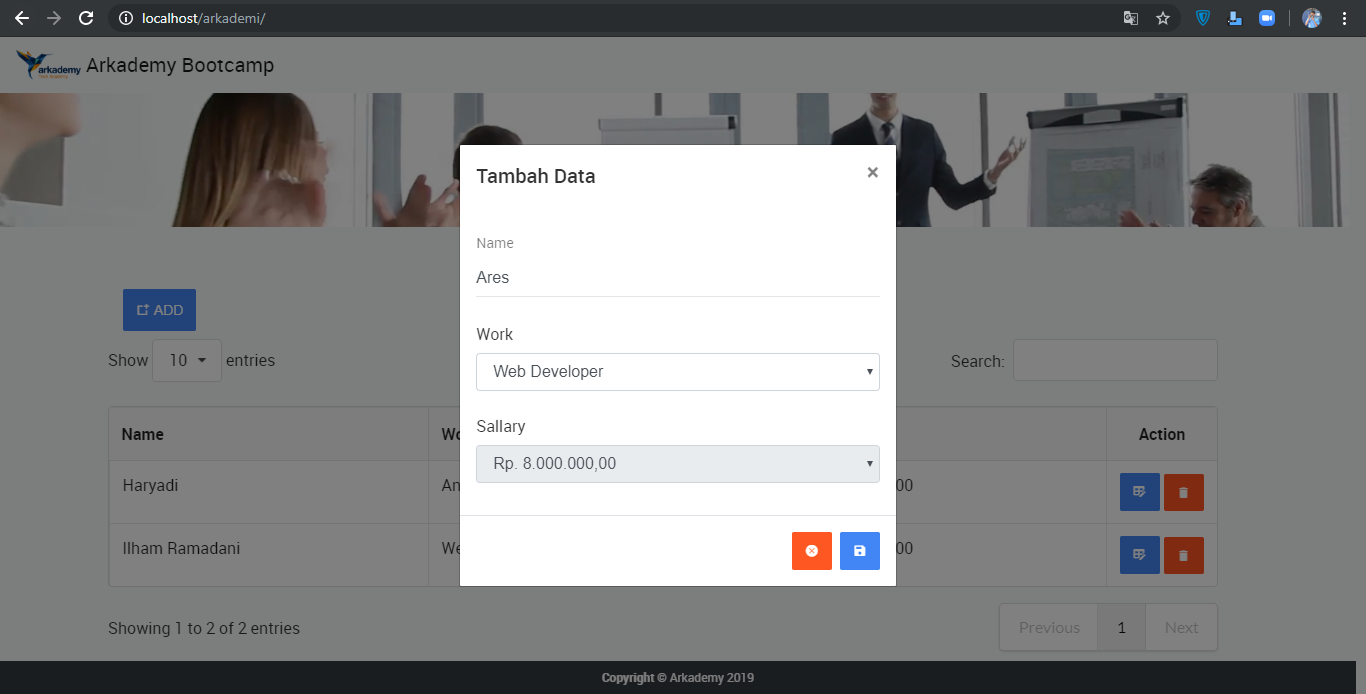 localhost/arkademi/
arkademy Arkademy Bootcamp
Tambah Data ×
Name
Ares
Work
Web Developer
Sallary
Rp. 8.000.000,00
ADD
Show 10 entries
Search:
Name Wo Action
Haryadi An 00
Ilham Ramadani We 00
Showing 1 to 2 of 2 entries
Previous 1 Next
Copyright © Arkademy 2019